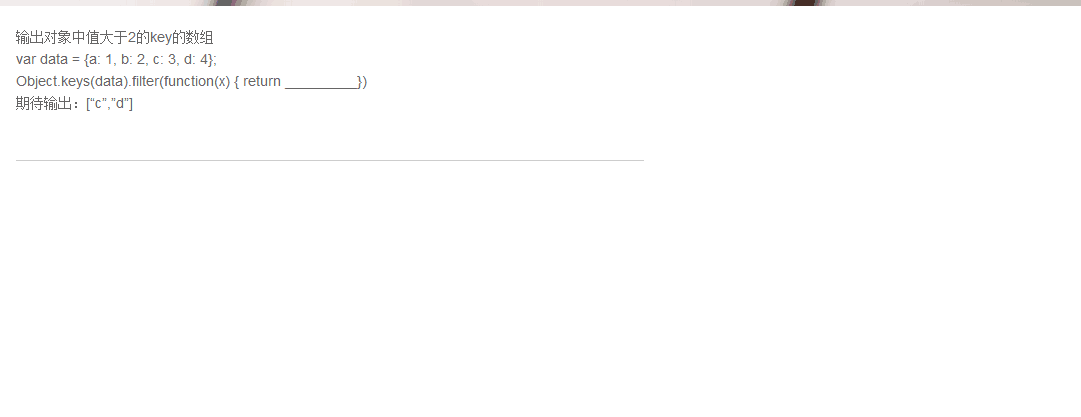 输出对象中值大于2的key的数组
var data = {a: 1, b: 2, c: 3, d: 4};
Object.keys(data).filter(function(x) { return _________})
期待输出：[“c”,”d”]